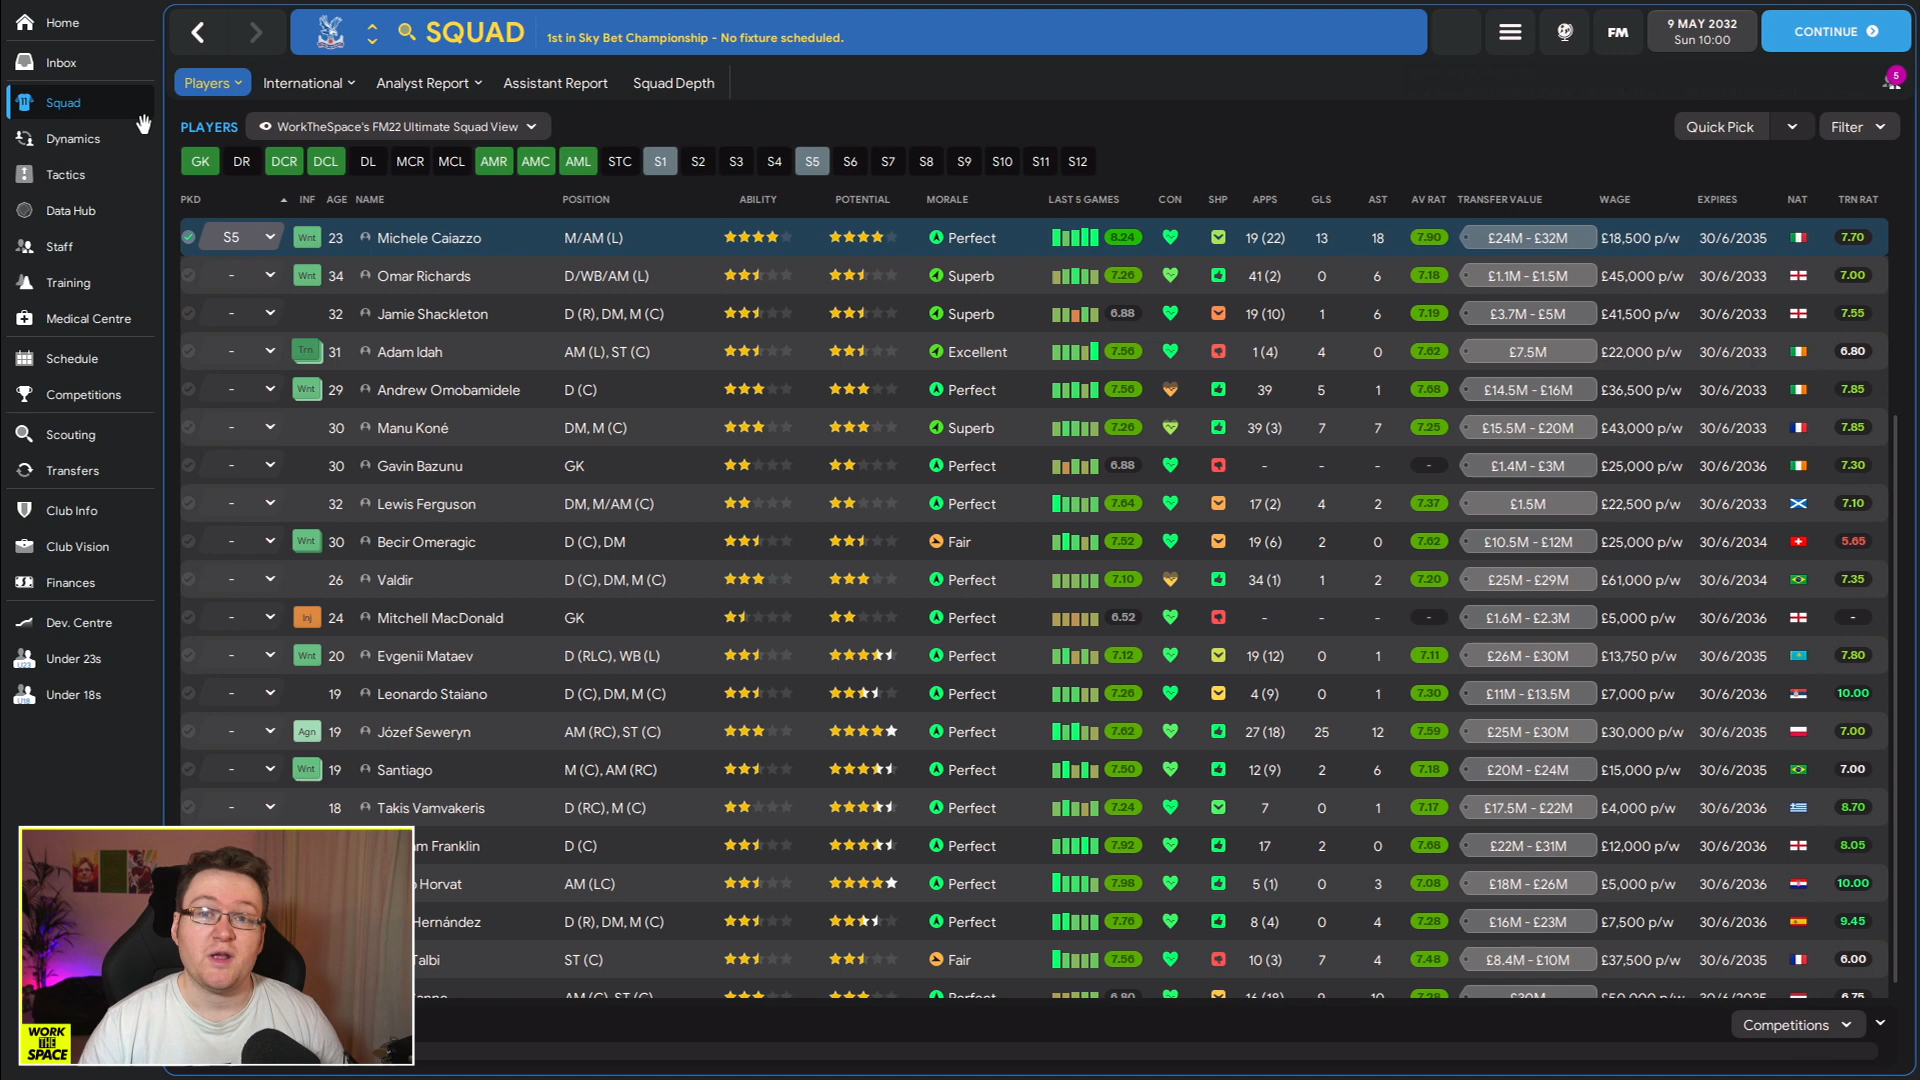 Home
Inbox
Squad
Dynamics
Tactics
Data Hub
Staff
Training
Medical Centre
Schedule
Competitions
Scouting
Transfers
Club Info
Club Vision
Finances
Dev. Centre
Under 23s
Under 18s
SQUAD
1st in Sky Bet Championship - No fixture scheduled.
FM
9 MAY 2032
Sun 10:00
CONTINUE
Players International Analyst Report Assistant Report Squad Depth
5
PLAYERS WorkTheSpace's FM22 Ultimate Squad View Quick Pick Filter
GK DR DCR DCL DL MCR MCL AMR AMC AML STC S1 S2 S3 S4 S5 S6 S7 S8 S9 S10 S11 S12
PKD INF AGE NAME POSITION ABILITY POTENTIAL MORALE LAST 5 GAMES CON SHP APPS GLS AST AV RAT TRANSFER VALUE WAGE EXPIRES NAT TRN RAT
S5 Wnt 23 Michele Caiazzo M/AM (L) Perfect 8.24 19 (22) 13 18 7.90 £24M - £32M £18,500 p/w 30/6/2035 7.70
- Wnt 34 Omar Richards D/WB/AM (L) Superb 7.26 41 (2) 0 6 7.18 £1.1M - £1.5M £45,000 p/w 30/6/2033 7.00
- 32 Jamie Shackleton D (R), DM, M (C) Superb 6.88 19 (10) 1 6 7.19 £3.7M - £5M £41,500 p/w 30/6/2033 7.55
- Trn 31 Adam Idah AM (L), ST (C) Excellent 7.56 1 (4) 4 0 7.62 £7.5M £22,000 p/w 30/6/2033 6.80
- Wnt 29 Andrew Omobamidele D (C) Perfect 7.56 39 5 1 7.68 £14.5M - £16M £36,500 p/w 30/6/2033 7.85
- 30 Manu Koné DM, M (C) Superb 7.26 39 (3) 7 7 7.25 £15.5M - £20M £43,000 p/w 30/6/2033 7.85
- 30 Gavin Bazunu GK Perfect 6.88 - - - - £1.4M - £3M £25,000 p/w 30/6/2036 7.30
- 32 Lewis Ferguson DM, M/AM (C) Perfect 7.64 17 (2) 4 2 7.37 £1.5M £22,500 p/w 30/6/2033 7.10
- Wnt 30 Becir Omeragic D (C), DM Fair 7.52 19 (6) 2 0 7.62 £10.5M - £12M £25,000 p/w 30/6/2034 5.65
- 26 Valdir D (C), DM, M (C) Perfect 7.10 34 (1) 1 2 7.20 £25M - £29M £61,000 p/w 30/6/2034 7.35
- Inj 24 Mitchell MacDonald GK Perfect 6.52 - - - - £1.6M - £2.3M £5,000 p/w 30/6/2036 -
- Wnt 20 Evgenii Mataev D (RLC), WB (L) Perfect 7.12 19 (12) 0 1 7.11 £26M - £30M £13,750 p/w 30/6/2035 7.80
- 19 Leonardo Staiano D (C), DM, M (C) Perfect 7.26 4 (9) 0 1 7.30 £11M - £13.5M £7,000 p/w 30/6/2036 10.00
- Agn 19 Józef Seweryn AM (RC), ST (C) Perfect 7.62 27 (18) 25 12 7.59 £25M - £30M £30,000 p/w 30/6/2035 7.00
- Wnt 19 Santiago M (C), AM (RC) Perfect 7.50 12 (9) 2 6 7.18 £20M - £24M £15,000 p/w 30/6/2035 7.00
- 18 Takis Vamvakeris D (RC), M (C) Perfect 7.24 7 0 1 7.17 £17.5M - £22M £4,000 p/w 30/6/2036 8.70
am Franklin D (C) Perfect 7.92 17 2 0 7.68 £22M - £31M £12,000 p/w 30/6/2036 8.05
Horvat AM (LC) Perfect 7.98 5 (1) 0 3 7.08 £18M - £26M £5,000 p/w 30/6/2036 10.00
Hernández D (R), DM, M (C) Perfect 7.76 8 (4) 0 4 7.28 £16M - £23M £7,500 p/w 30/6/2036 9.45
Talbi ST (C) Fair 7.56 10 (3) 7 4 7.48 £8.4M - £10M £37,500 p/w 30/6/2036 6.00
AM (C), ST (C) Perfect 6.80 16 (18) 9 10 7.28 £30M £50,000 p/w 30/6/2035 6.75
Competitions
WORK
THE
SPACE